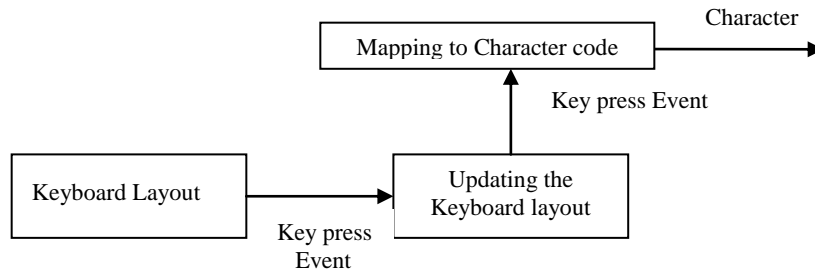 Character
Mapping to Character code
Key press Event
Keyboard Layout
Updating the
Keyboard layout
Key press
Event